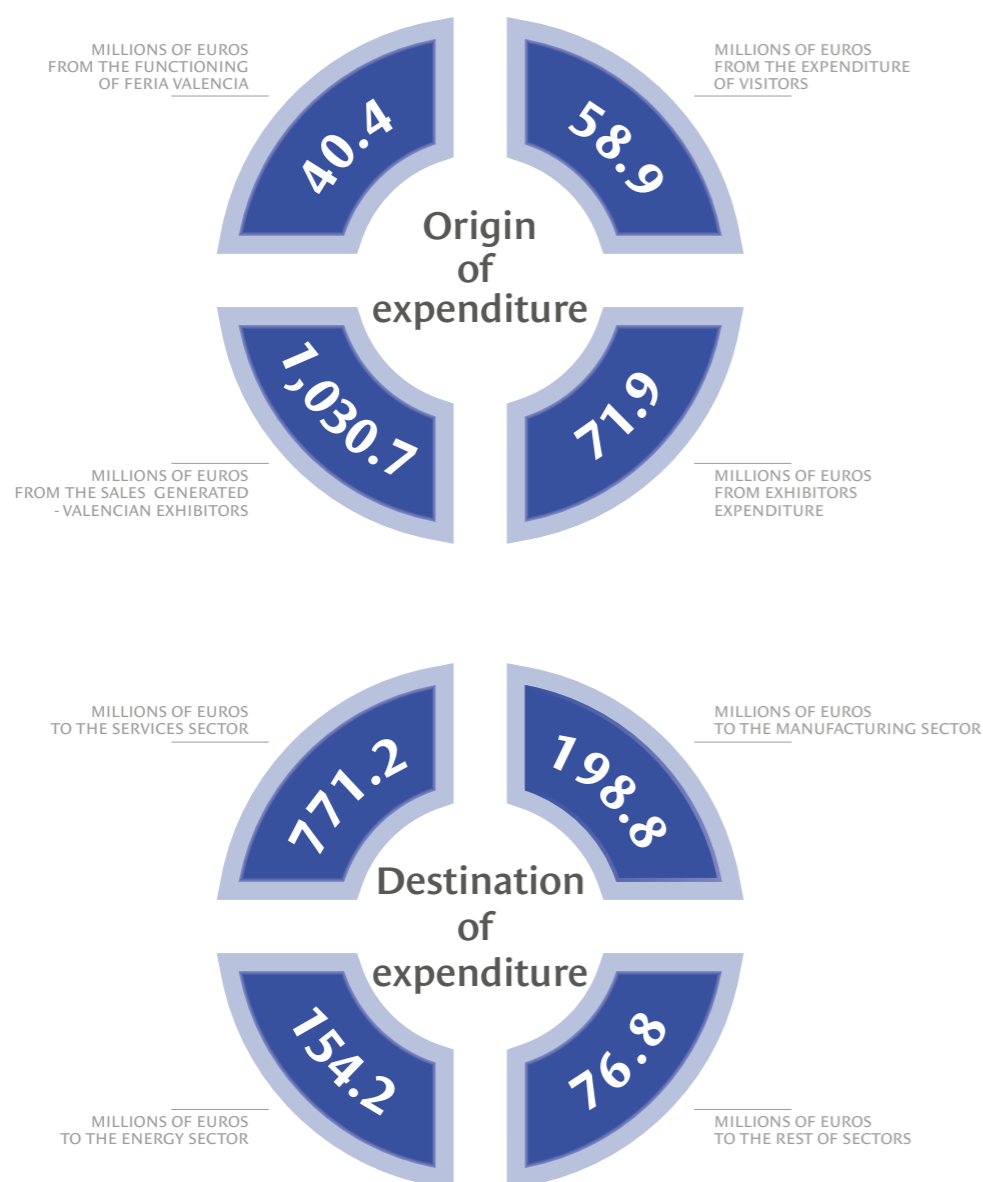 MILLIONS OF EUROS
FROM THE FUNCTIONING
OF FERIA VALENCIA
40.4
MILLIONS OF EUROS
FROM THE EXPENDITURE
OF VISITORS
58.9
Origin
of
expenditure
1,030.7
MILLIONS OF EUROS
FROM THE SALES GENERATED
- VALENCIAN EXHIBITORS
71.9
MILLIONS OF EUROS
FROM EXHIBITORS
EXPENDITURE
MILLIONS OF EUROS
TO THE SERVICES SECTOR
771.2
MILLIONS OF EUROS
TO THE MANUFACTURING SECTOR
198.8
Destination
of
expenditure
154.2
MILLIONS OF EUROS
TO THE ENERGY SECTOR
76.8
MILLIONS OF EUROS
TO THE REST OF SECTORS